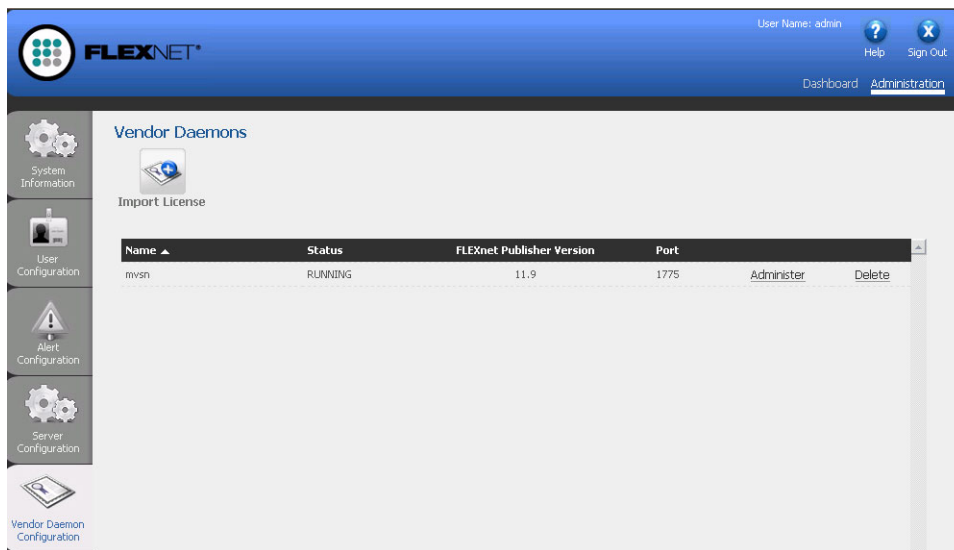 User Name: admin
?
X
Help
Sign Out
FLEXNET
Dashboard
Administration
System
Information
User
Configuration
Alert
Configuration
Server
Configuration
Vendor Daemon
Configuration
Vendor Daemons
Import License
Name ▲ Status FLEXnet Publisher Version Port
mvsn RUNNING 11.9 1775 Administer Delete